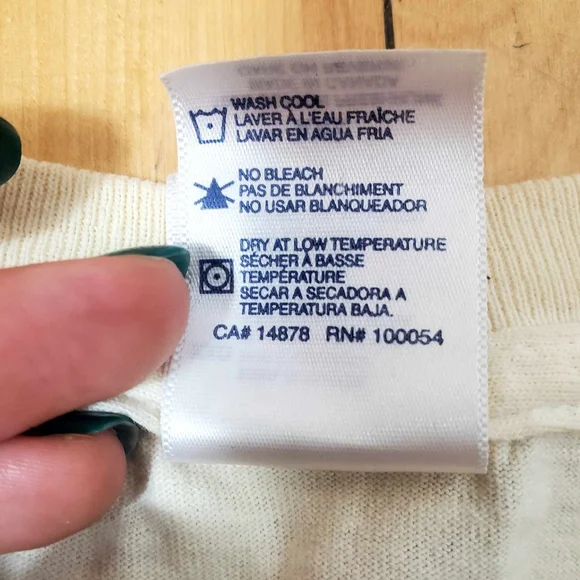 WASH COOL
LAVER À L'EAU FRAÎCHE
LAVAR EN AGUA FRIA
NO BLEACH
PAS DE BLANCHIMENT
NO USAR BLANQUEADOR
DRY AT LOW TEMPERATURE
SÉCHER À BASSE
TEMPÉRATURE
SECAR A SECADORA A
TEMPERATURA BAJA.
CA# 14878 RN# 100054